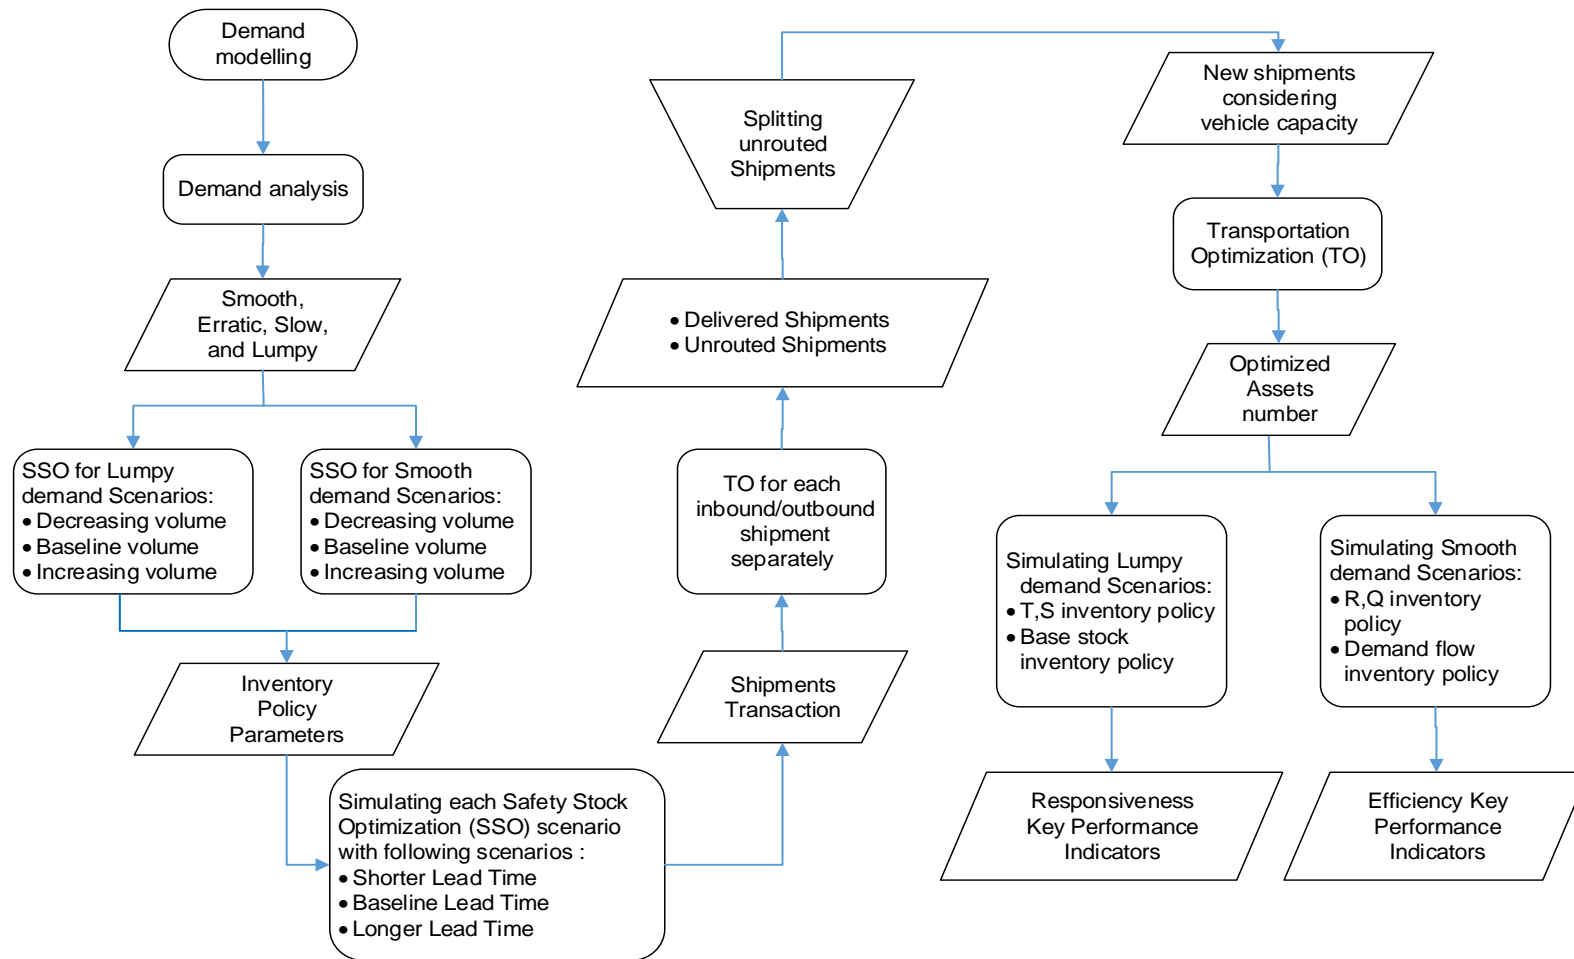 Demand
modelling
Demand analysis
Smooth,
Erratic, Slow,
and Lumpy
SSO for Lumpy
demand Scenarios:
• Decreasing volume
• Baseline volume
• Increasing volume
SSO for Smooth
demand Scenarios:
• Decreasing volume
• Baseline volume
• Increasing volume
Inventory
Policy
Parameters
Simulating each Safety Stock
Optimization (SSO) scenario
with following scenarios :
• Shorter Lead Time
• Baseline Lead Time
• Longer Lead Time
Shipments
Transaction
TO for each
inbound/outbound
shipment
separately
• Delivered Shipments
• Unrouted Shipments
Splitting
unrouted
Shipments
New shipments
considering
vehicle capacity
Transportation
Optimization (TO)
Optimized
Assets
number
Simulating Lumpy
demand Scenarios:
• T,S inventory policy
• Base stock
inventory policy
Simulating Smooth
demand Scenarios:
• R,Q inventory
policy
• Demand flow
inventory policy
Responsiveness
Key Performance
Indicators
Efficiency Key
Performance
Indicators